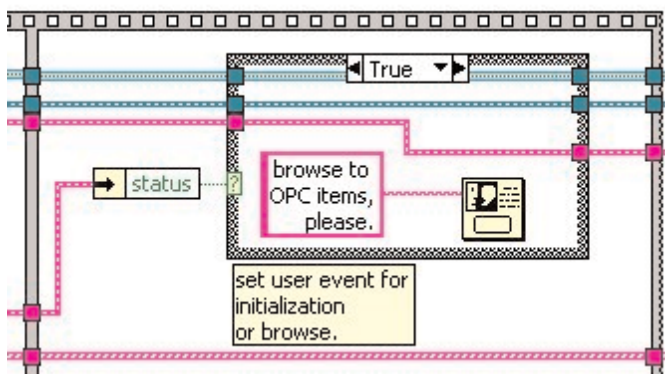 True
status
?
browse to
OPC items,
please.
set user event for
initialization
or browse.